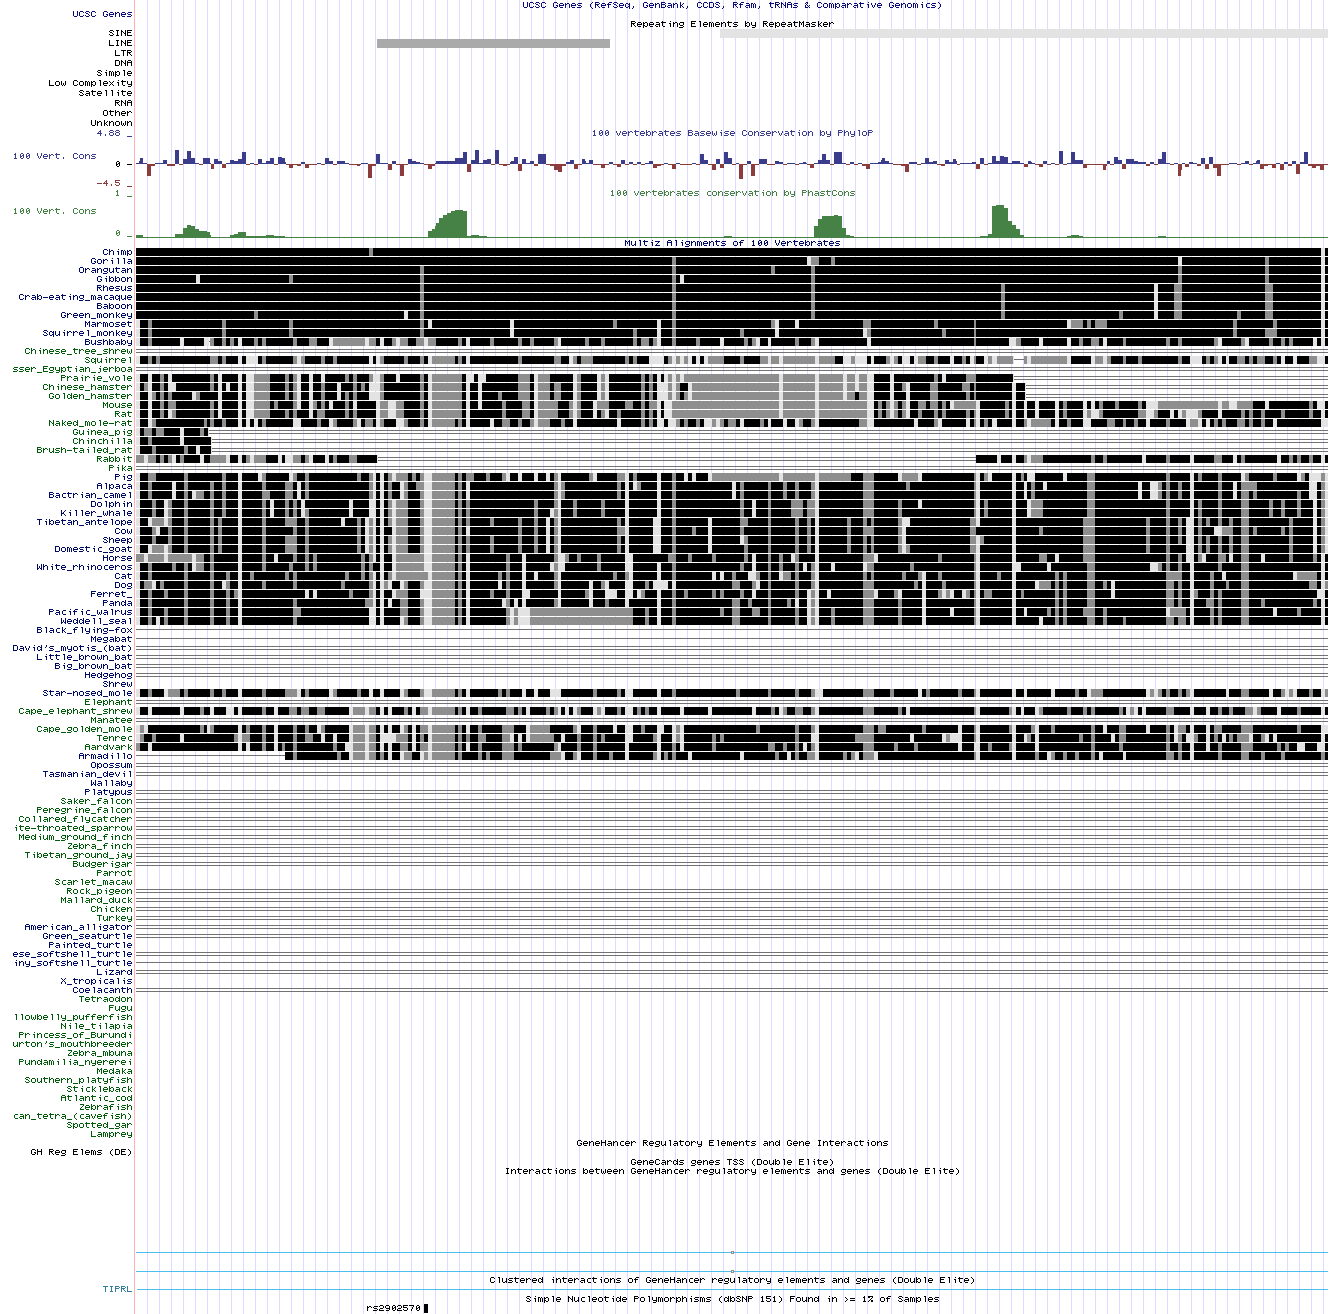 UCSC Genes (RefSeq, GenBank, CCDS, Rfam, tRNAs & Comparative Genomics)
UCSC Genes
Repeating Elements by RepeatMasker
SINE
LINE
LTR
DNA
Simple
Low Complexity
Satellite
RNA
Other
Unknown
4.88 _
100 vertebrates Basewise Conservation by PhyloP
100 Vert. Cons
0 _
-4.5 _
1 _
100 vertebrates conservation by PhastCons
100 Vert. Cons
0 _
Multiz Alignments of 100 Vertebrates
Chimp
Gorilla
Orangutan
Gibbon
Rhesus
Crab-eating_macaque
Baboon
Green_monkey
Marmoset
Squirrel_monkey
Bushbaby
Chinese_tree_shrew
Squirrel
sser_Egyptian_jerboa
Prairie_vole
Chinese_hamster
Golden_hamster
Mouse
Rat
Naked_mole-rat
Guinea_pig
Chinchilla
Brush-tailed_rat
Rabbit
Pika
Pig
Alpaca
Bactrian_camel
Dolphin
Killer_whale
Tibetan_antelope
Cow
Sheep
Domestic_goat
Horse
White_rhinoceros
Cat
Dog
Ferret_
Panda
Pacific_walrus
Weddell_seal
Black_flying-fox
Megabat
David's_myotis_(bat)
Little_brown_bat
Big_brown_bat
Hedgehog
Shrew
Star-nosed_mole
Elephant
Cape_elephant_shrew
Manatee
Cape_golden_mole
Tenrec
Aardvark
Armadillo
Opossum
Tasmanian_devil
Wallaby
Platypus
Saker_falcon
Peregrine_falcon
Collared_flycatcher
ite-throated_sparrow
Medium_ground_finch
Zebra_finch
Tibetan_ground_jay
Budgerigar
Parrot
Scarlet_macaw
Rock_pigeon
Mallard_duck
Chicken
Turkey
American_alligator
Green_seaturtle
Painted_turtle
ese_softshell_turtle
iny_softshell_turtle
Lizard
X_tropicalis
Coelacanth
Tetraodon
Fugu
llowbelly_pufferfish
Nile_tilapia
Princess_of_Burundi
urton's_mouthbreeder
Zebra_mbuna
Pundamilia_nyererei
Medaka
Southern_platyfish
Stickleback
Atlantic_cod
Zebrafish
can_tetra_(cavefish)
Spotted_gar
Lamprey
GeneHancer Regulatory Elements and Gene Interactions
GH Reg Elems (DE)
GeneCards genes TSS (Double Elite)
Interactions between GeneHancer regulatory elements and genes (Double Elite)
Clustered interactions of GeneHancer regulatory elements and genes (Double Elite)
TIPRL
Simple Nucleotide Polymorphisms (dbSNP 151) Found in >= 1% of Samples
rs2902570